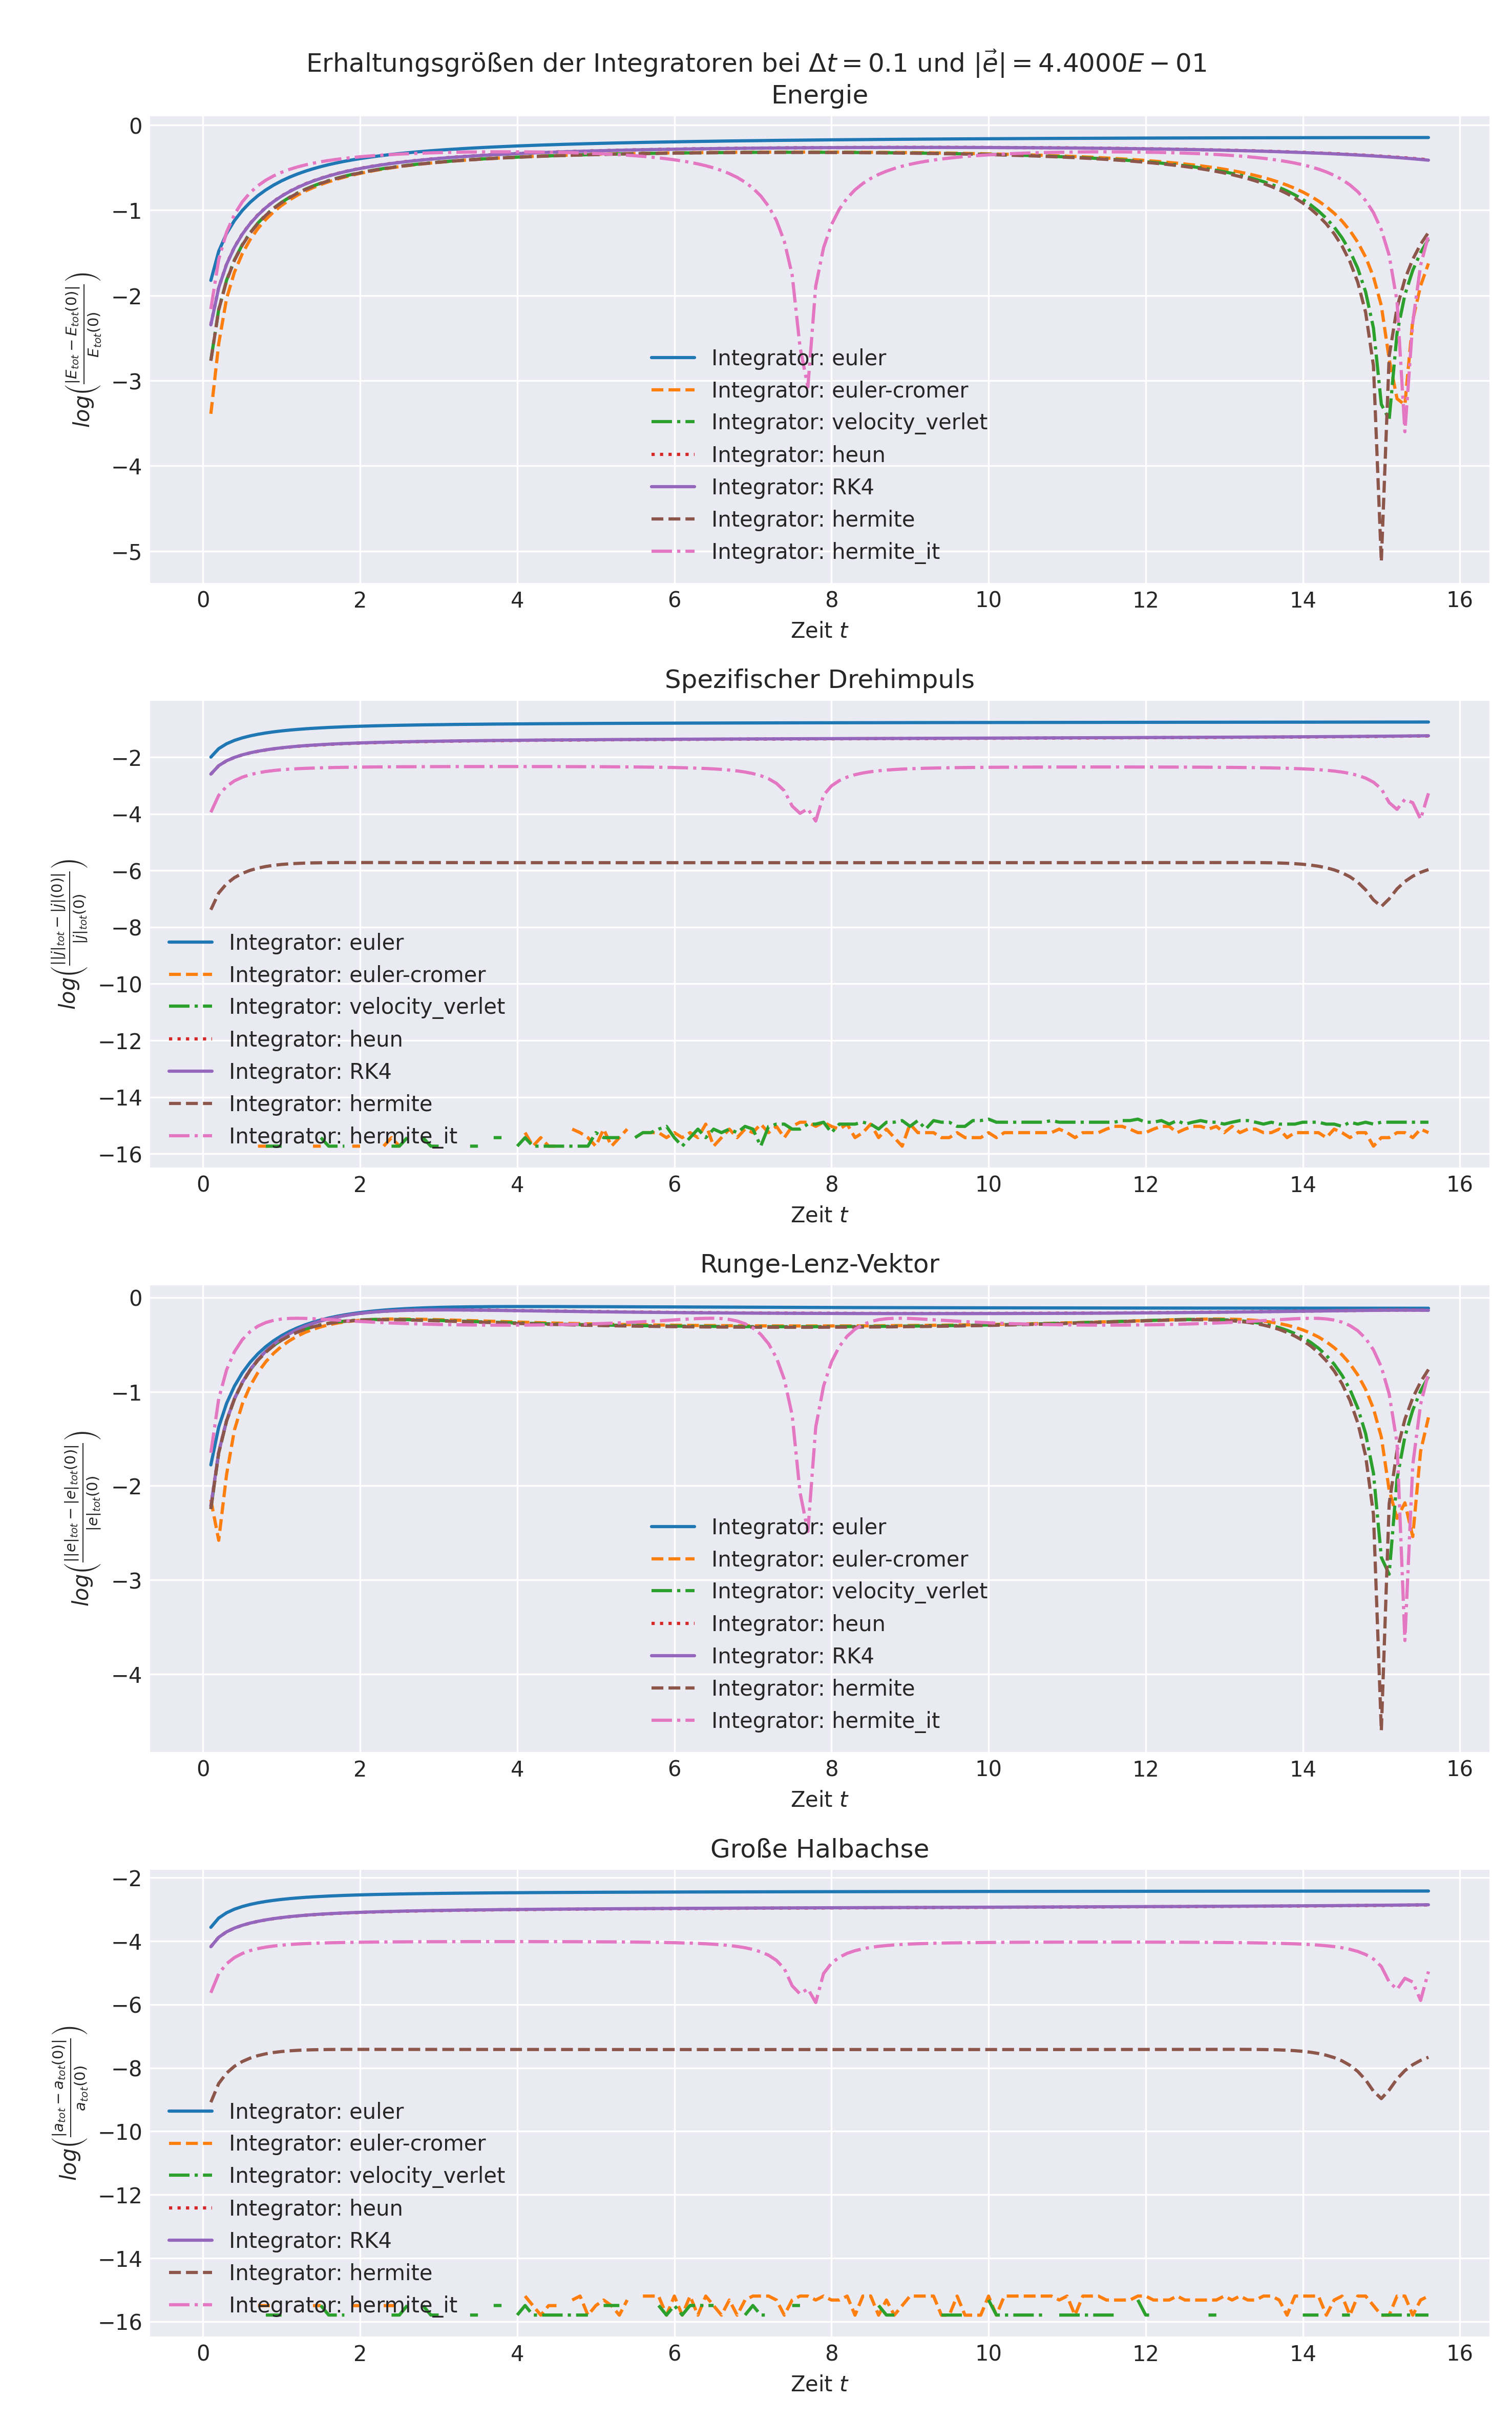 Erhaltungsgrößen der Integratoren bei Δt = 0.1 und |e⃗| = 4.4000E − 01
Energie
log(|E_tot − E_tot(0)| / E_tot(0))
0
−1
−2
−3
−4
−5
Integrator: euler
Integrator: euler-cromer
Integrator: velocity_verlet
Integrator: heun
Integrator: RK4
Integrator: hermite
Integrator: hermite_it
0 2 4 6 8 10 12 14 16
Zeit t
Spezifischer Drehimpuls
log(||j|_tot − |j|(0)| / |j|_tot(0))
−2
−4
−6
−8
−10
−12
−14
−16
Integrator: euler
Integrator: euler-cromer
Integrator: velocity_verlet
Integrator: heun
Integrator: RK4
Integrator: hermite
Integrator: hermite_it
0 2 4 6 8 10 12 14 16
Zeit t
Runge-Lenz-Vektor
log(||e|_tot − |e|_tot(0)| / |e|_tot(0))
0
−1
−2
−3
−4
Integrator: euler
Integrator: euler-cromer
Integrator: velocity_verlet
Integrator: heun
Integrator: RK4
Integrator: hermite
Integrator: hermite_it
0 2 4 6 8 10 12 14 16
Zeit t
Große Halbachse
log(|a_tot − a_tot(0)| / a_tot(0))
−2
−4
−6
−8
−10
−12
−14
−16
Integrator: euler
Integrator: euler-cromer
Integrator: velocity_verlet
Integrator: heun
Integrator: RK4
Integrator: hermite
Integrator: hermite_it
0 2 4 6 8 10 12 14 16
Zeit t